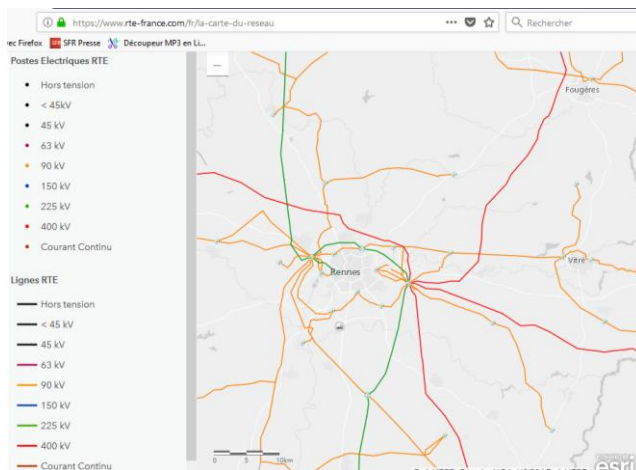 https://www.rte-france.com/fr/la-carte-du-reseau
Rechercher
vec Firefox
SFR SFR Presse
Découpeur MP3 en Li...
Postes Electriques RTE
Hors tension
< 45kV
45 kV
63 kV
90 kV
150 kV
225 kV
400 kV
Courant Continu
Lignes RTE
Hors tension
< 45 kV
45 kV
63 kV
90 kV
150 kV
225 kV
400 kV
Courant Continu
Fougères
Vitré
Rennes
0 5 10km
esri